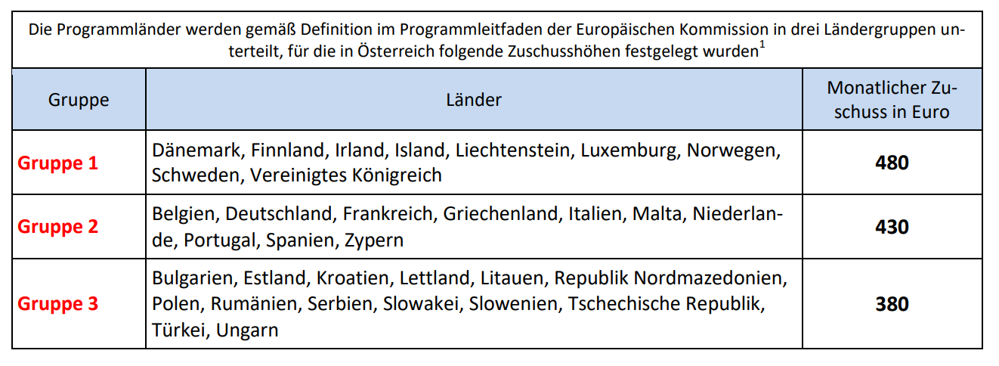 Die Programmländer werden gemäß Definition im Programmleitfaden der Europäischen Kommission in drei Ländergruppen un-
terteilt, für die in Österreich folgende Zuschusshöhen festgelegt wurden1
Gruppe
Länder
Monatlicher Zu-
schuss in Euro
Gruppe 1
Dänemark, Finnland, Irland, Island, Liechtenstein, Luxemburg, Norwegen,
Schweden, Vereinigtes Königreich
480
Gruppe 2
Belgien, Deutschland, Frankreich, Griechenland, Italien, Malta, Niederlan-
de, Portugal, Spanien, Zypern
430
Gruppe 3
Bulgarien, Estland, Kroatien, Lettland, Litauen, Republik Nordmazedonien,
Polen, Rumänien, Serbien, Slowakei, Slowenien, Tschechische Republik,
Türkei, Ungarn
380